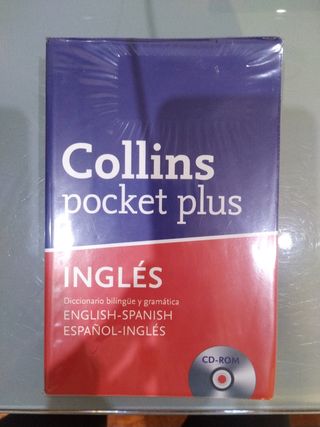 Collins
pocket plus
INGLÉS
Diccionario bilingüe y gramática
ENGLISH-SPANISH
ESPAÑOL-INGLÉS
CD-ROM